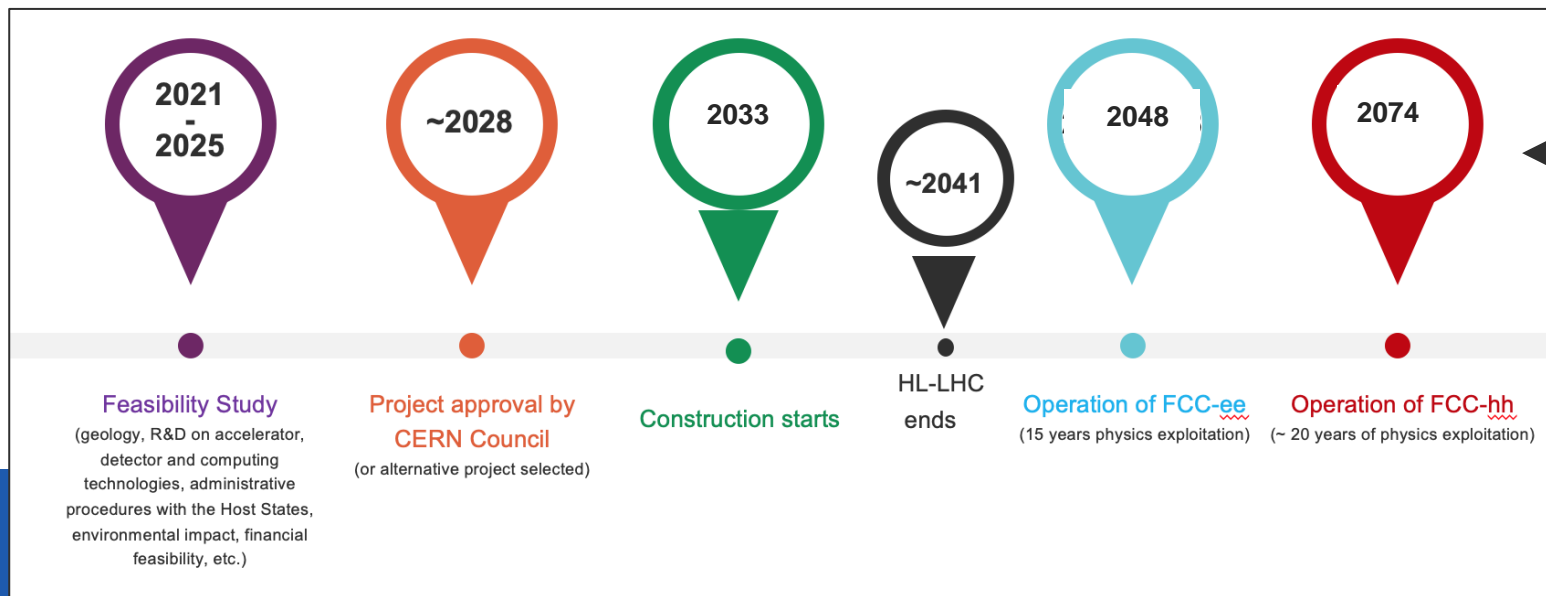 2021
-
2025
~2028
2033
~2041
2048
2074
Feasibility Study
(geology, R&D on accelerator,
detector and computing
technologies, administrative
procedures with the Host States,
environmental impact, financial
feasibility, etc.)
Project approval by
CERN Council
(or alternative project selected)
Construction starts
HL-LHC
ends
Operation of FCC-ee
(15 years physics exploitation)
Operation of FCC-hh
(~ 20 years of physics exploitation)